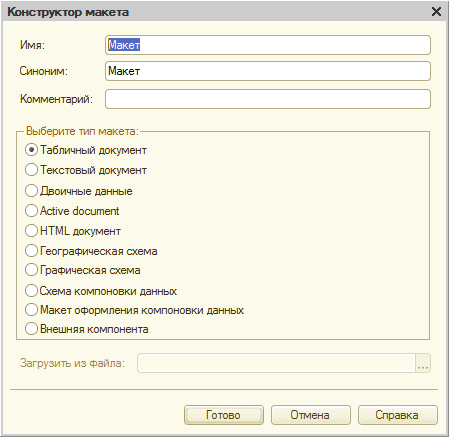 Конструктор макета
Имя: Макет
Синоним: Макет
Комментарий:
Выберите тип макета:
Табличный документ
Текстовый документ
Двоичные данные
Active document
HTML документ
Географическая схема
Графическая схема
Схема компоновки данных
Макет оформления компоновки данных
Внешняя компонента
Загрузить из файла: ...
Готово Отмена Справка